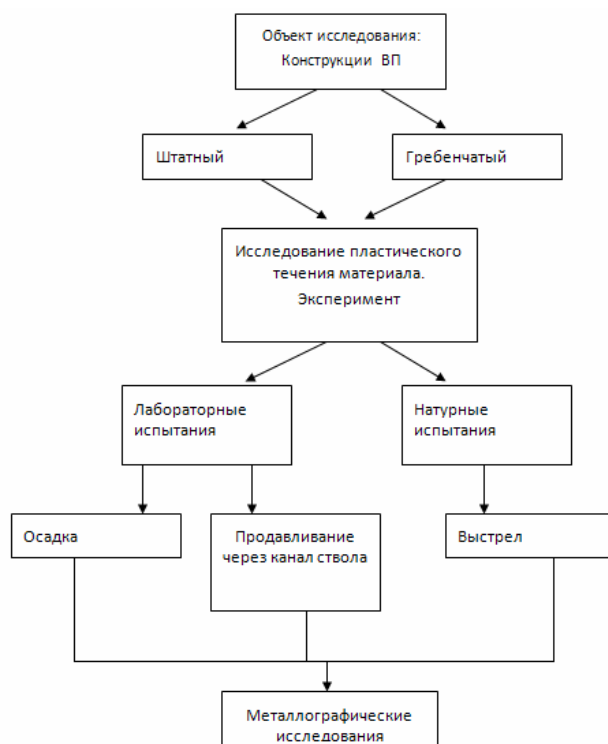 Объект исследования:
Конструкции ВП
Штатный
Гребенчатый
Исследование пластического
течения материала.
Эксперимент
Лабораторные
испытания
Натурные
испытания
Осадка
Продавливание
через канал ствола
Выстрел
Металлографические
исследования